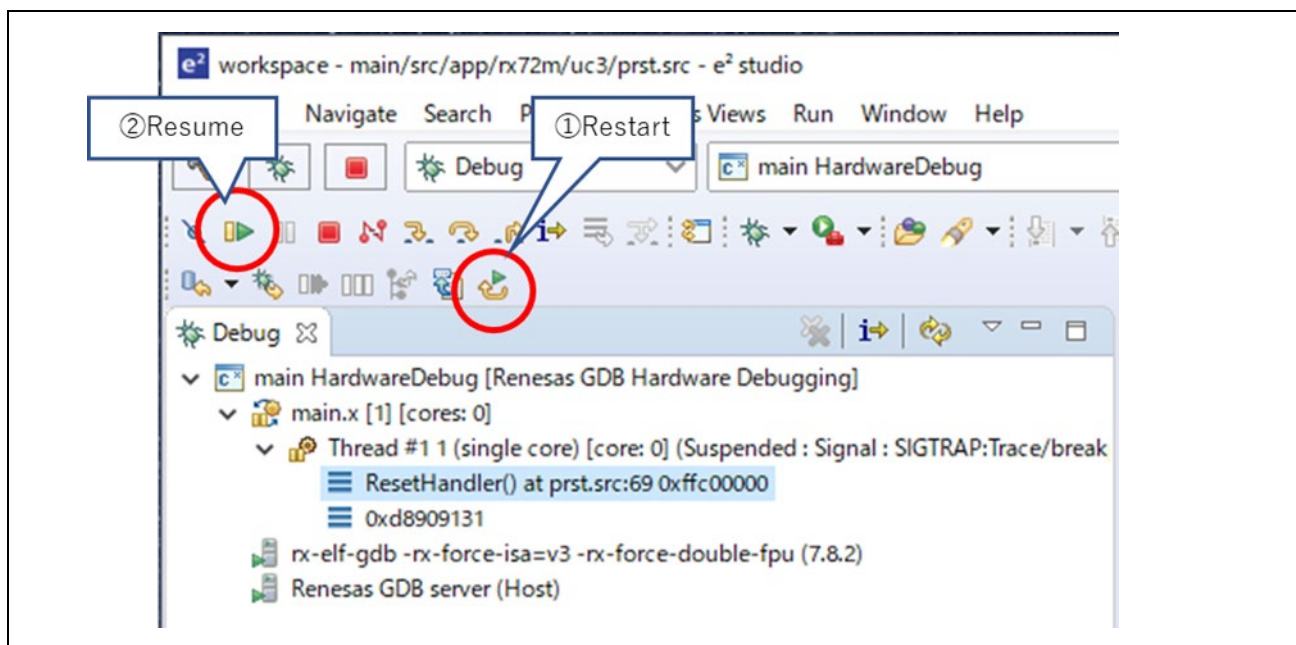 e² workspace - main/src/app/rx72m/uc3/prst.src - e² studio
②Resume
Navigate Search P
①Restart
s Views Run Window Help
Debug
c main HardwareDebug
Debug
main HardwareDebug [Renesas GDB Hardware Debugging]
main.x [1] [cores: 0]
Thread #1 1 (single core) [core: 0] (Suspended : Signal : SIGTRAP:Trace/break
ResetHandler() at prst.src:69 0xffc00000
0xd8909131
rx-elf-gdb -rx-force-isa=v3 -rx-force-double-fpu (7.8.2)
Renesas GDB server (Host)